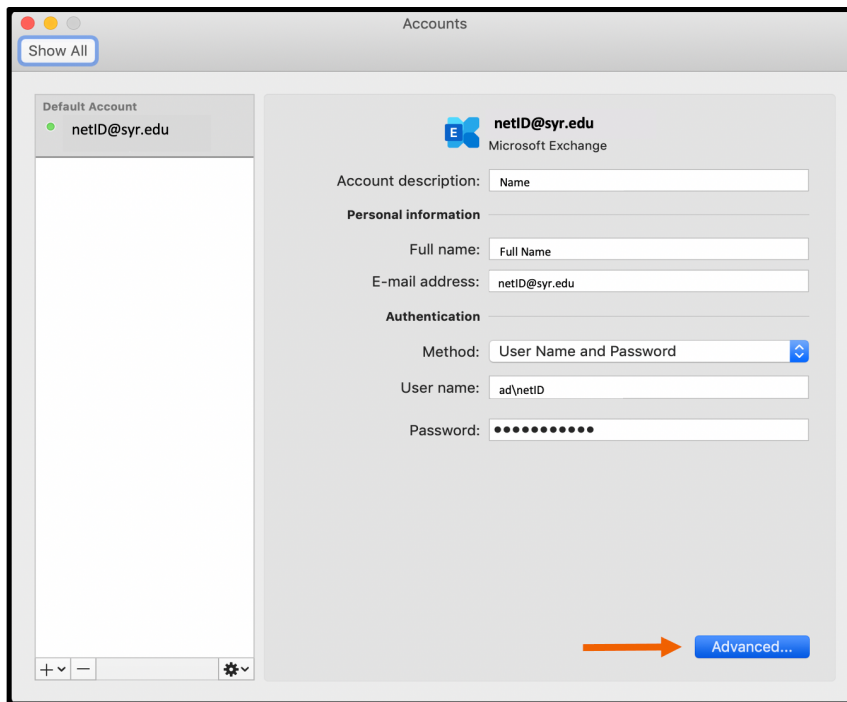 Accounts
Show All
Default Account
netID@syr.edu
E
netID@syr.edu
Microsoft Exchange
Account description: Name
Personal information
Full name: Full Name
E-mail address: netID@syr.edu
Authentication
Method: User Name and Password
User name: ad\netID
Password: ●●●●●●●●●●●
Advanced...